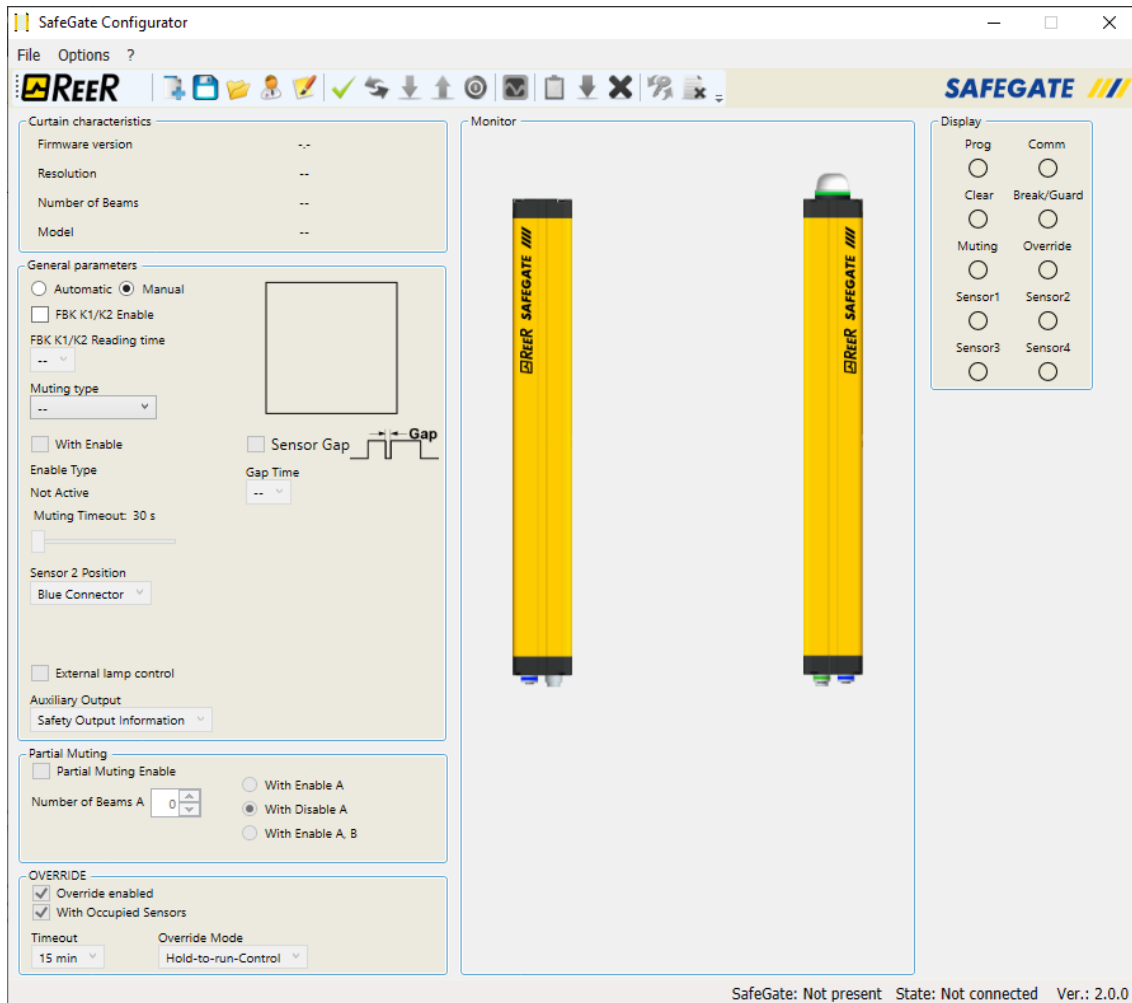 SafeGate Configurator
File Options ?
REER
SAFEGATE
Curtain characteristics
Firmware version -.-
Resolution --
Number of Beams --
Model --
General parameters
Automatic Manual
FBK K1/K2 Enable
FBK K1/K2 Reading time
--
Muting type
--
With Enable
Sensor Gap
Gap
Enable Type
Gap Time
Not Active
--
Muting Timeout: 30 s
Sensor 2 Position
Blue Connector
External lamp control
Auxiliary Output
Safety Output Information
Partial Muting
Partial Muting Enable
Number of Beams A 0
With Enable A
With Disable A
With Enable A, B
OVERRIDE
Override enabled
With Occupied Sensors
Timeout Override Mode
15 min Hold-to-run-Control
Monitor
REER SAFEGATE
REER SAFEGATE
Display
Prog Comm
Clear Break/Guard
Muting Override
Sensor1 Sensor2
Sensor3 Sensor4
SafeGate: Not present State: Not connected Ver.: 2.0.0